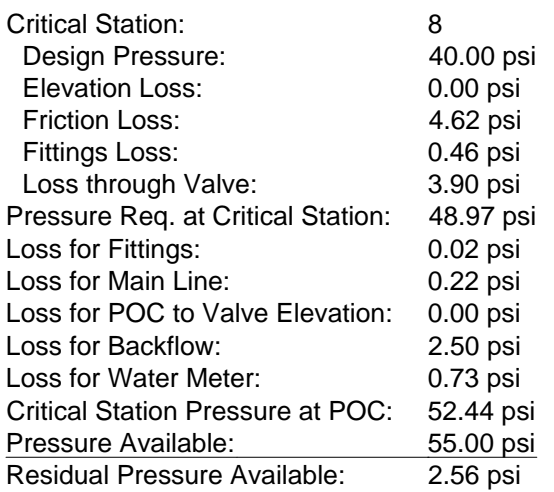 Critical Station: 8
Design Pressure: 40.00 psi
Elevation Loss: 0.00 psi
Friction Loss: 4.62 psi
Fittings Loss: 0.46 psi
Loss through Valve: 3.90 psi
Pressure Req. at Critical Station: 48.97 psi
Loss for Fittings: 0.02 psi
Loss for Main Line: 0.22 psi
Loss for POC to Valve Elevation: 0.00 psi
Loss for Backflow: 2.50 psi
Loss for Water Meter: 0.73 psi
Critical Station Pressure at POC: 52.44 psi
Pressure Available: 55.00 psi
Residual Pressure Available: 2.56 psi